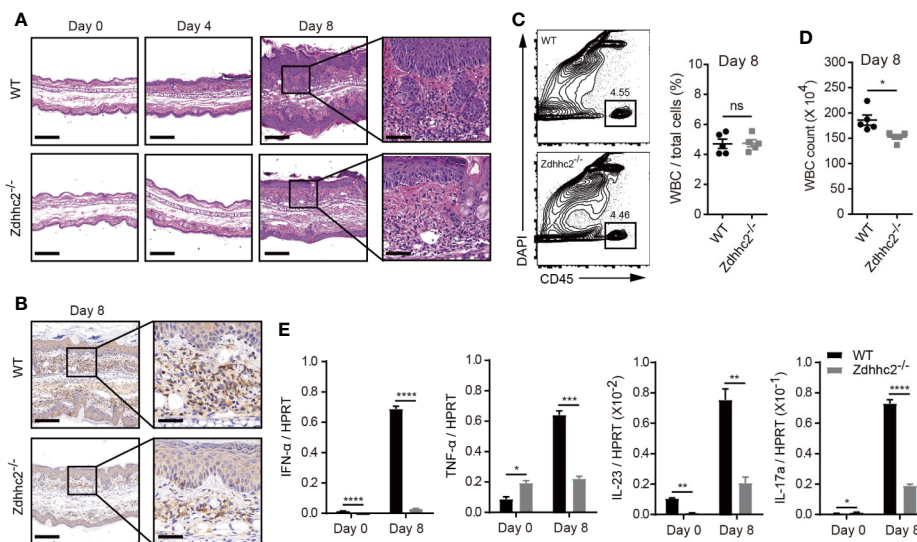 A
Day 0
Day 4
Day 8
WT
Zdhhc2-/-
B
Day 8
WT
Zdhhc2-/-
C
WT
4.55
Zdhhc2-/-
4.46
DAPI
CD45
Day 8
WBC / total cells (%)
10
8
6
4
2
0
ns
WT
Zdhhc2-/-
D
Day 8
WBC count (X 10⁴)
300
250
200
150
100
50
0
*
WT
Zdhhc2-/-
E
IFN-α / HPRT
1.0
0.8
0.6
0.4
0.2
0.0
****
****
Day 0
Day 8
TNF-α / HPRT
1.0
0.8
0.6
0.4
0.2
0.0
*
***
Day 0
Day 8
IL-23 / HPRT (X10⁻²)
1.0
0.8
0.6
0.4
0.2
0.0
**
**
Day 0
Day 8
IL-17a / HPRT (X10⁻¹)
1.0
0.8
0.6
0.4
0.2
0.0
*
****
Day 0
Day 8
WT
Zdhhc2-/-